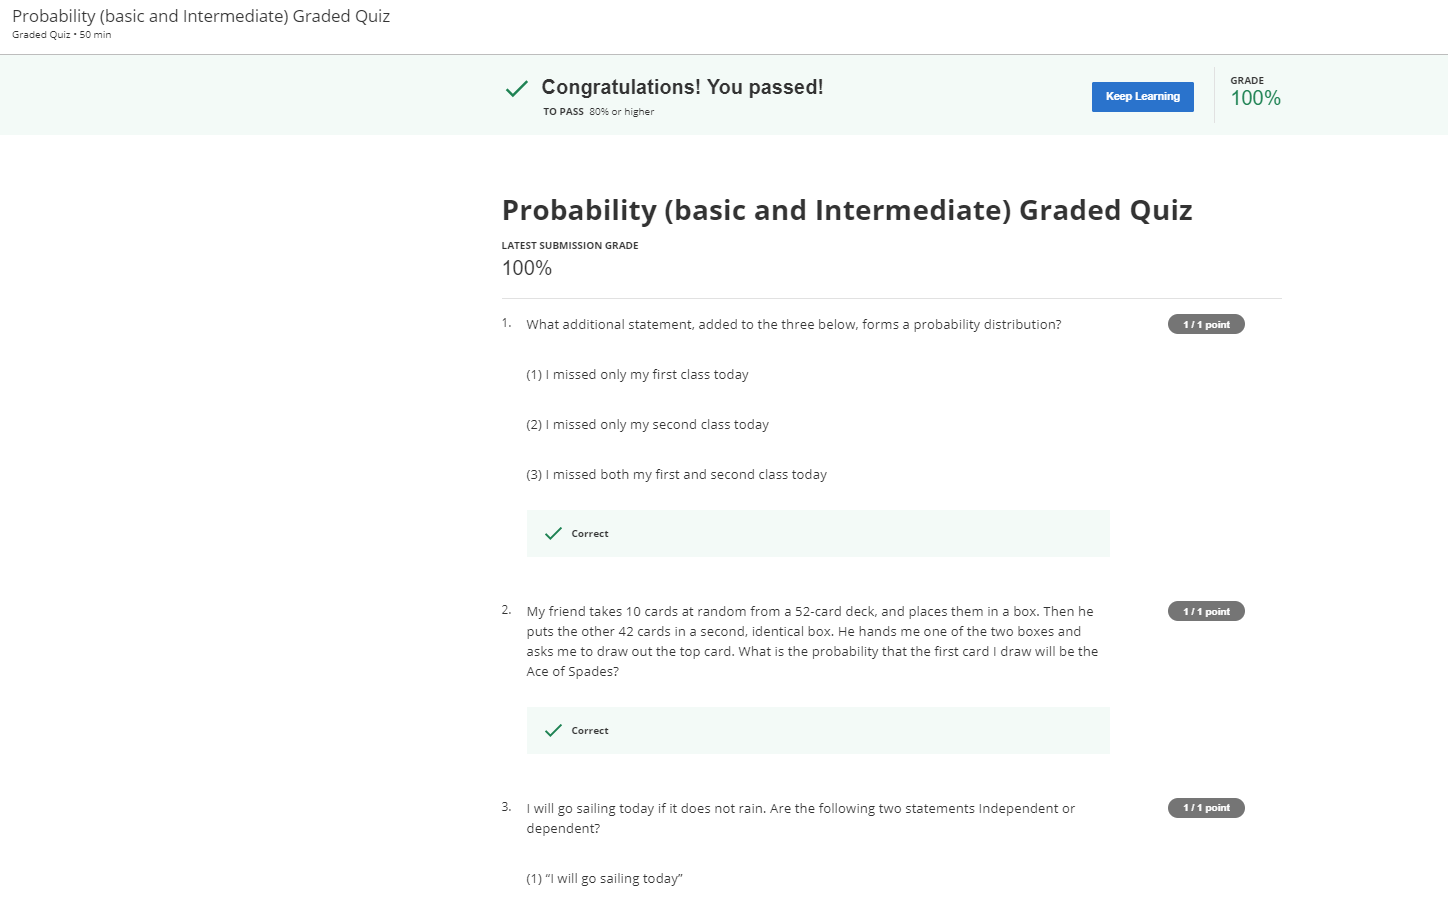 Probability (basic and Intermediate) Graded Quiz
Graded Quiz • 50 min
Congratulations! You passed!
TO PASS 80% or higher
Keep Learning
GRADE
100%
Probability (basic and Intermediate) Graded Quiz
LATEST SUBMISSION GRADE
100%
1. What additional statement, added to the three below, forms a probability distribution?
1 / 1 point
(1) I missed only my first class today
(2) I missed only my second class today
(3) I missed both my first and second class today
Correct
2. My friend takes 10 cards at random from a 52-card deck, and places them in a box. Then he
1 / 1 point
puts the other 42 cards in a second, identical box. He hands me one of the two boxes and
asks me to draw out the top card. What is the probability that the first card I draw will be the
Ace of Spades?
Correct
3. I will go sailing today if it does not rain. Are the following two statements Independent or
1 / 1 point
dependent?
(1) “I will go sailing today”